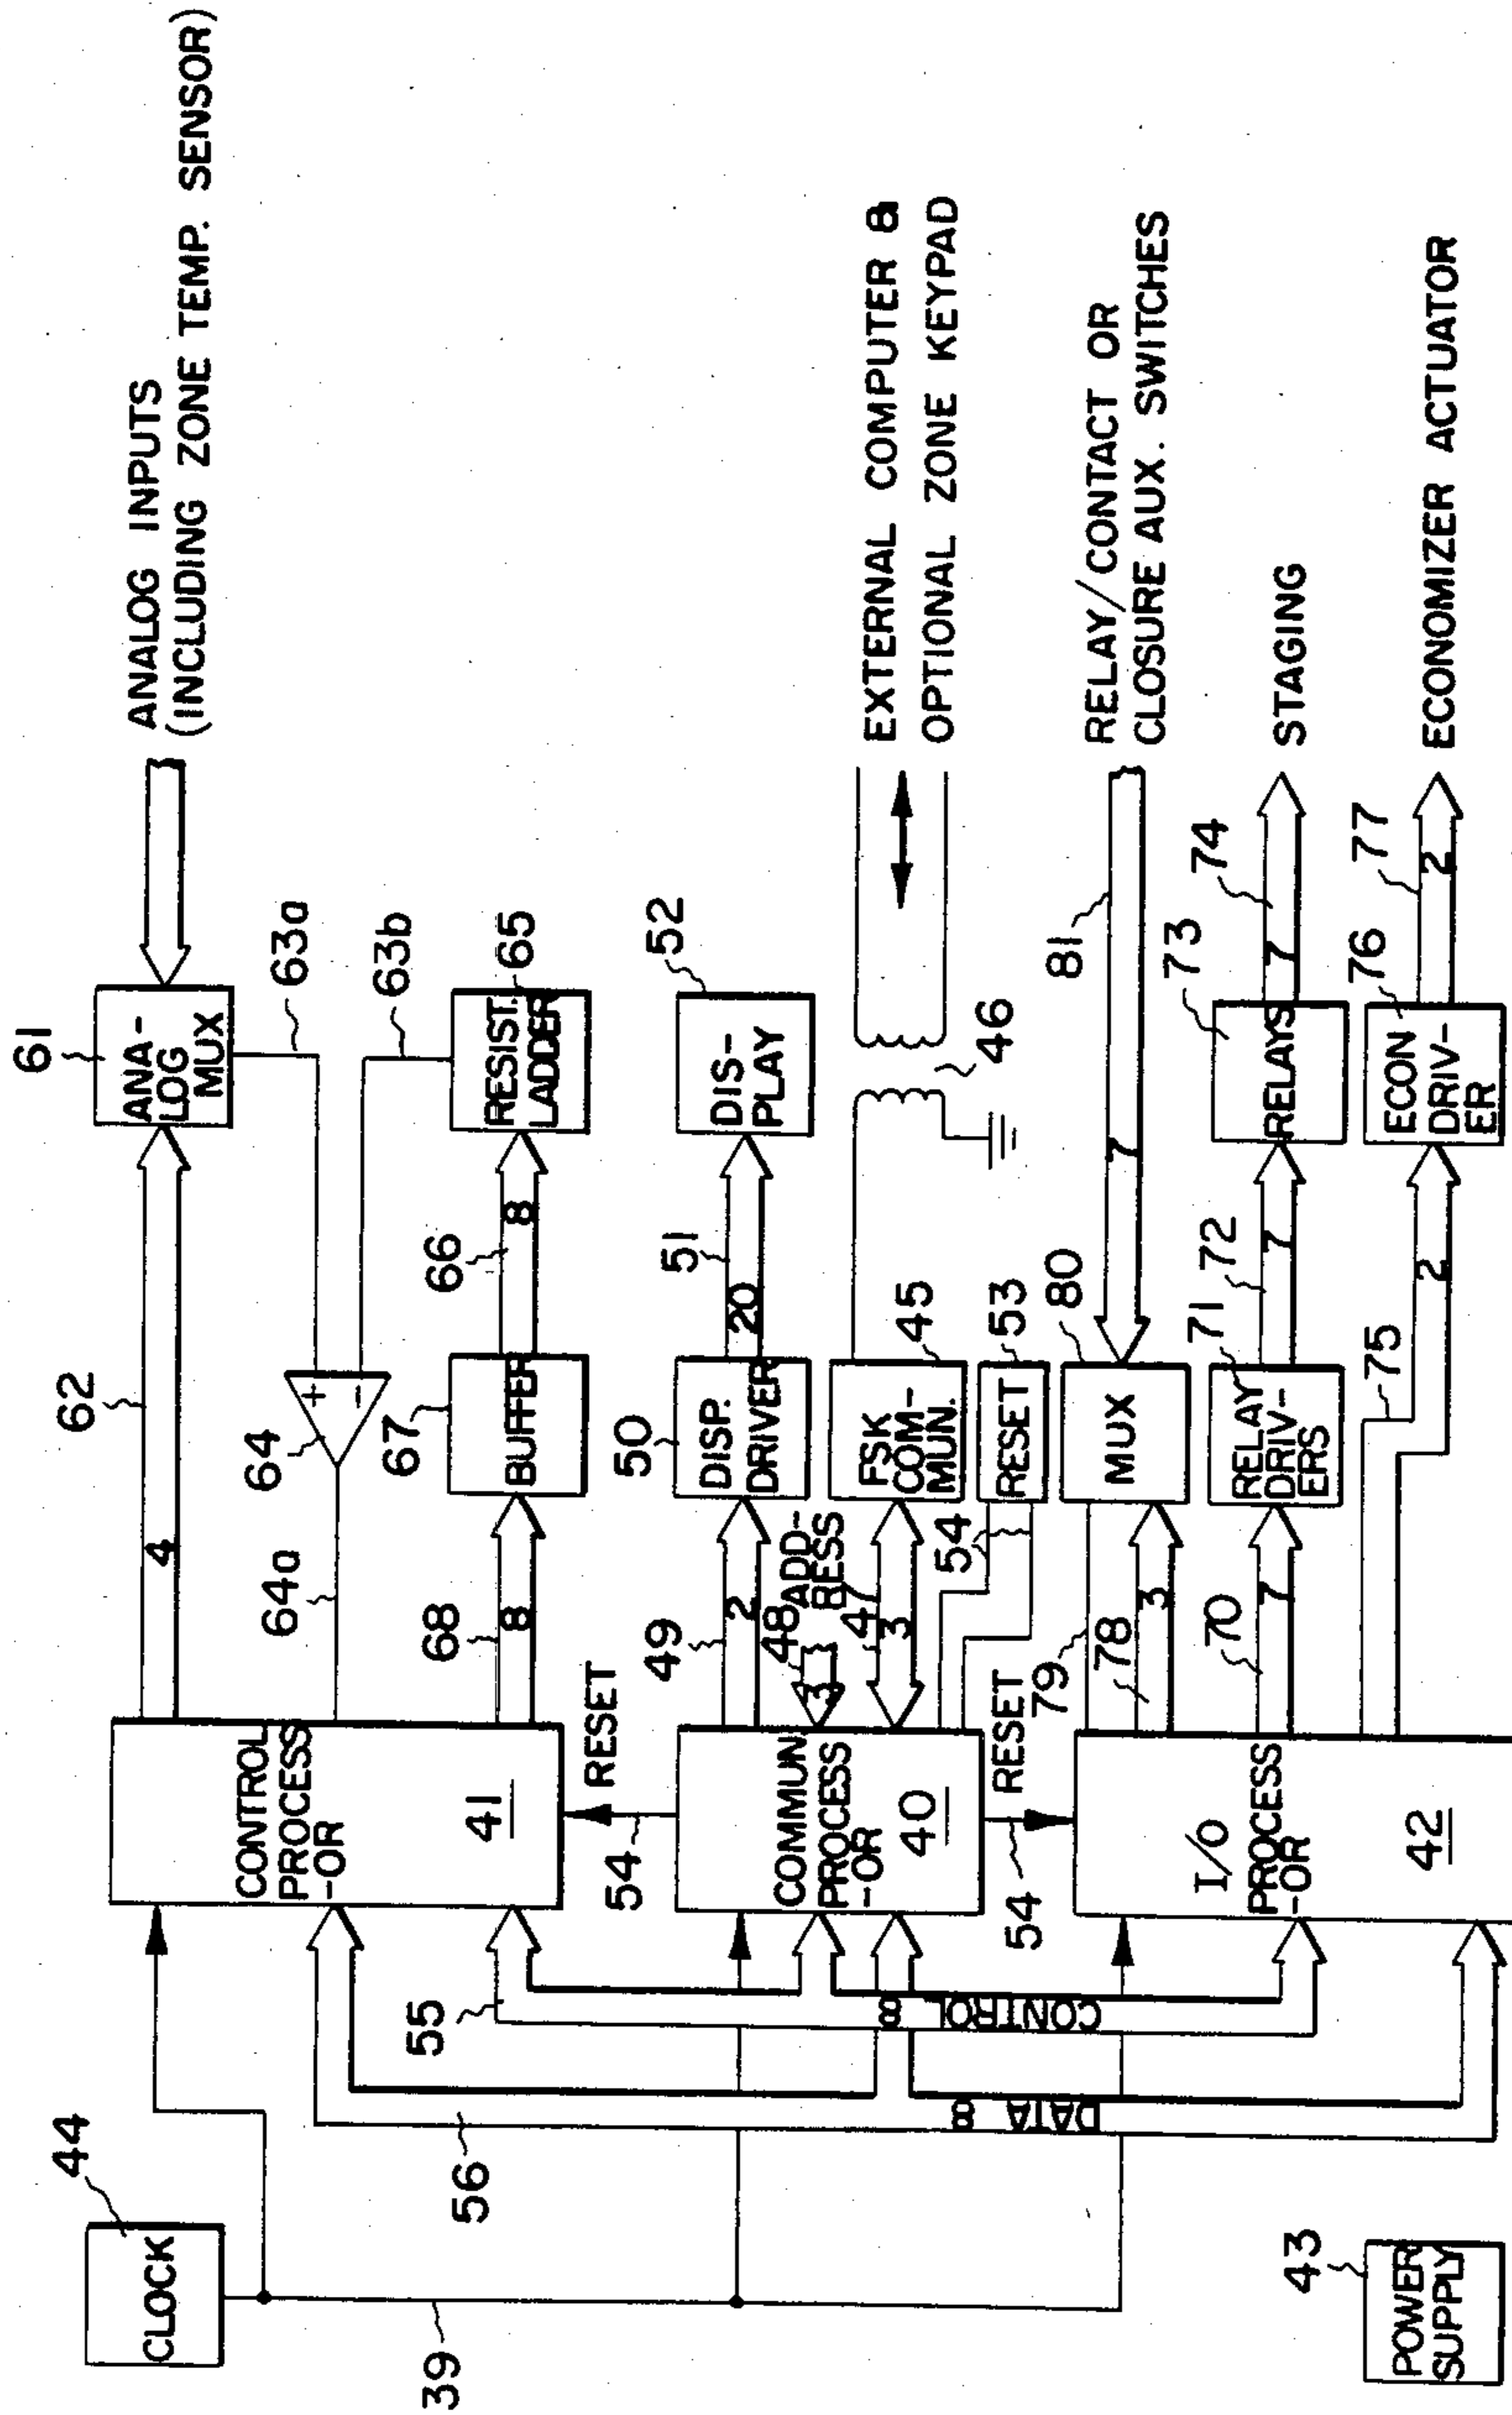 44
CLOCK
39
56
55
DATA 8
CONTROL 8
43
POWER
SUPPLY
CONTROL
PROCESS
-OR
41
54
RESET
COMMUN
PROCESS
-OR
40
54
RESET
I/O
PROCESS
-OR
42
62
4
64a
64
+
-
63a
63b
61
ANA-
LOG
MUX
ANALOG INPUTS
(INCLUDING ZONE TEMP. SENSOR)
68
8
67
BUFFER
66
8
RESIST.
LADDER
65
49
2
50
DISP.
DRIVER
51
20
52
DIS-
PLAY
48
ADD-
RESS
3
47
3
FSK
COM-
MUN.
45
46
EXTERNAL COMPUTER &
OPTIONAL ZONE KEYPAD
54
RESET
53
79
78
3
80
MUX
81
7
RELAY/CONTACT OR
CLOSURE AUX. SWITCHES
70
7
71
RELAY
DRIV-
ERS
72
7
73
RELAYS
74
7
STAGING
75
2
76
ECON
DRIV-
ER
77
2
ECONOMIZER ACTUATOR